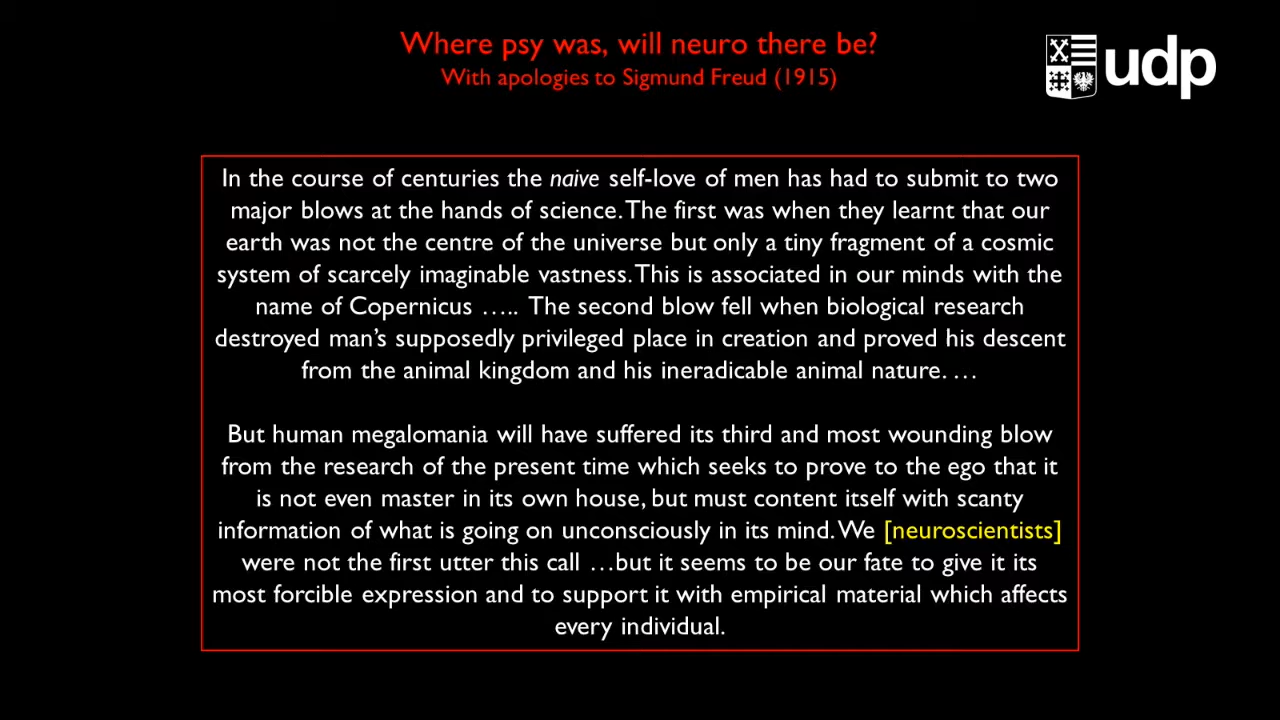 Where psy was, will neuro there be?
With apologies to Sigmund Freud (1915)
udp
In the course of centuries the naive self-love of men has had to submit to two
major blows at the hands of science. The first was when they learnt that our
earth was not the centre of the universe but only a tiny fragment of a cosmic
system of scarcely imaginable vastness. This is associated in our minds with the
name of Copernicus ….. The second blow fell when biological research
destroyed man’s supposedly privileged place in creation and proved his descent
from the animal kingdom and his ineradicable animal nature. …
But human megalomania will have suffered its third and most wounding blow
from the research of the present time which seeks to prove to the ego that it
is not even master in its own house, but must content itself with scanty
information of what is going on unconsciously in its mind. We [neuroscientists]
were not the first utter this call …but it seems to be our fate to give it its
most forcible expression and to support it with empirical material which affects
every individual.